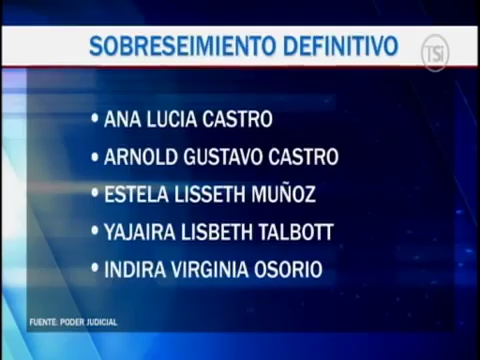 SOBRESEIMIENTO DEFINITIVO
TSi
• ANA LUCIA CASTRO
• ARNOLD GUSTAVO CASTRO
• ESTELA LISSETH MUÑOZ
• YAJAIRA LISBETH TALBOTT
• INDIRA VIRGINIA OSORIO
FUENTE: PODER JUDICIAL